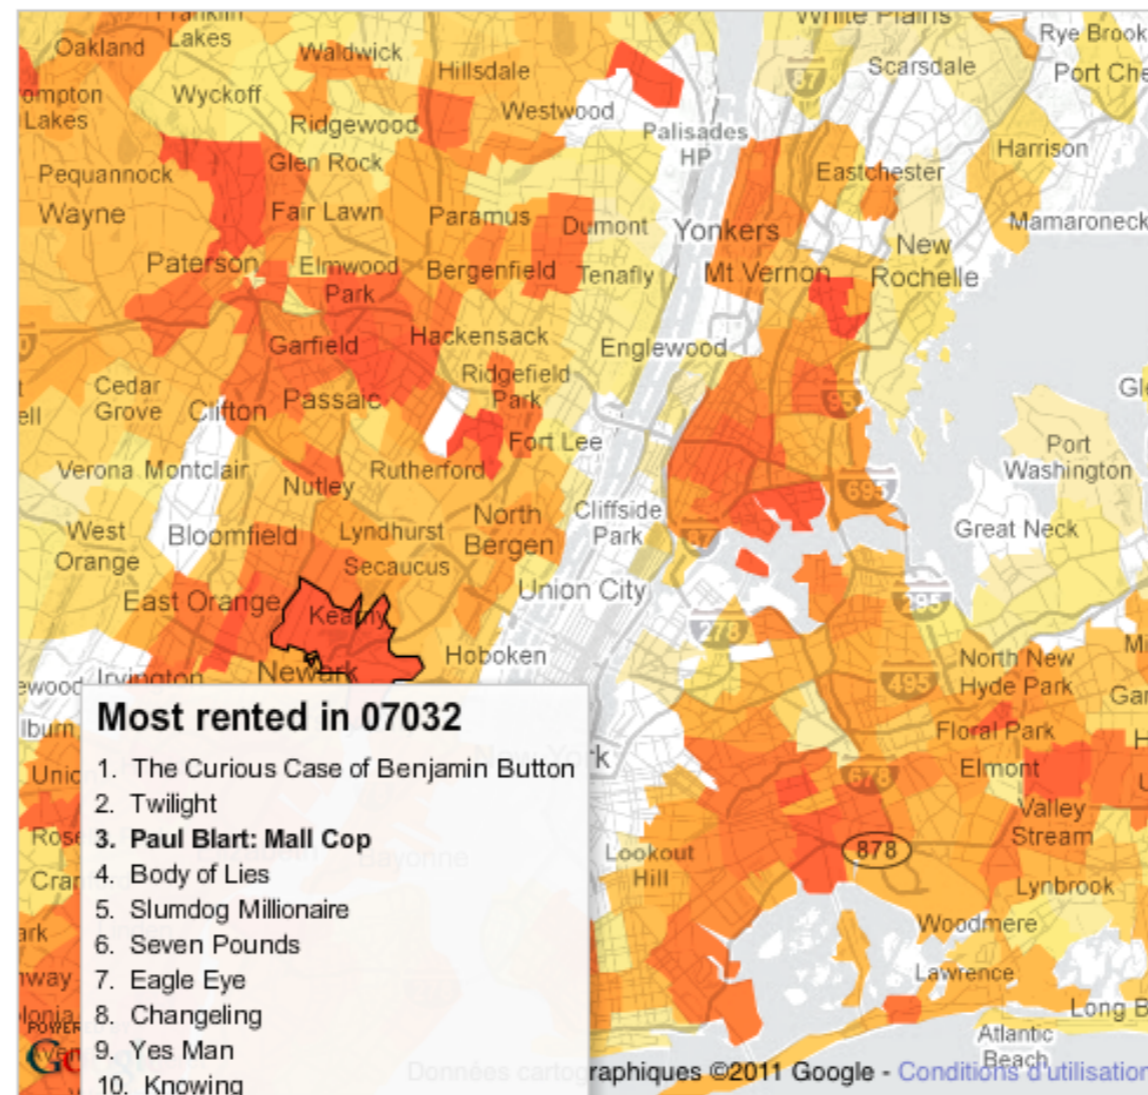 Franklin
Lakes
Oakland
Waldwick
Hillsdale
White Plains
Rye Brook
87
Scarsdale
Port Che
ompton
Lakes
Wyckoff
Westwood
Ridgewood
Palisades
HP
Glen Rock
Harrison
Pequannock
Eastchester
Wayne
Fair Lawn
Paramus
Dumont
Yonkers
Mamaroneck
New
Rochelle
Paterson
Elmwood
Park
Bergenfield
Tenafly
Mt Vernon
Garfield
Hackensack
Englewood
Ridgefield
Park
Cedar
Grove
Clifton
Passaic
95
ell
Fort Lee
Port
Washington
Verona
Montclair
Rutherford
Nutley
695
West
Orange
Bloomfield
Lyndhurst
North
Bergen
Cliffside
Park
87
Great Neck
Secaucus
Union City
East Orange
Kearny
295
278
Newark
Hoboken
North New
Hyde Park
495
ewood
Irvington
Floral Park
lburn
Most rented in 07032
1. The Curious Case of Benjamin Button
2. Twilight
3. Paul Blart: Mall Cop
4. Body of Lies
5. Slumdog Millionaire
6. Seven Pounds
7. Eagle Eye
8. Changeling
9. Yes Man
10. Knowing
New York
678
Elmont
Valley
Stream
Lookout
Hill
878
Bayonne
Lynbrook
Woodmere
Lawrence
Long B
Atlantic
Beach
POWERE
Données cartographiques ©2011 Google - Conditions d'utilisation